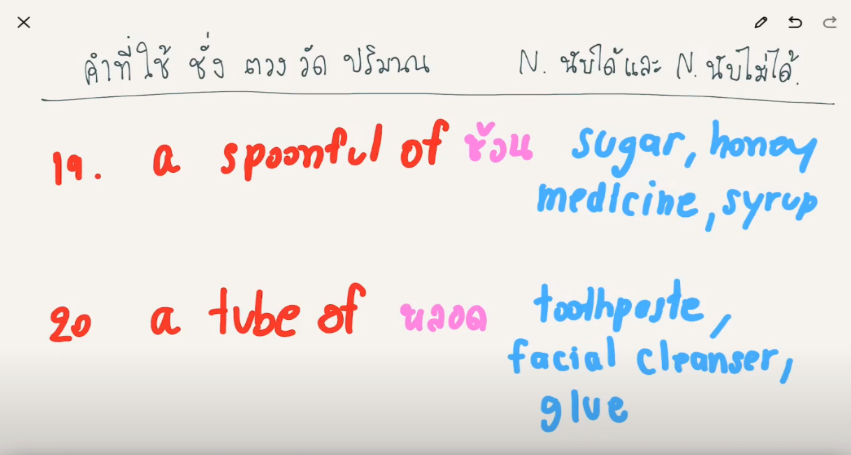 คำที่ใช้ ชั่ง ตวง วัด ปริมาณ N. นับได้ และ N. นับไม่ได้.
19. a spoonful of ช้อน sugar, honey
medicine, syrup
20 a tube of หลอด toothpaste,
facial cleanser,
glue